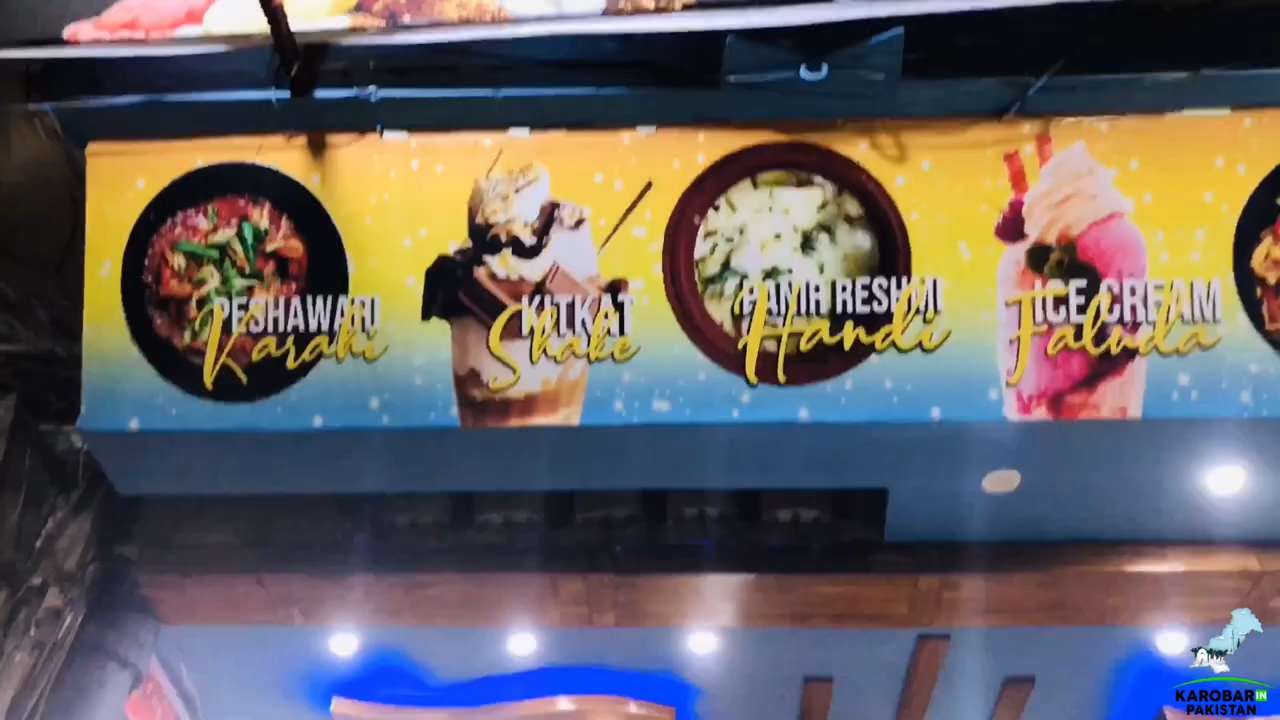 PESHAWARI
Karahi
KITKAT
Shake
PANIR RESHMI
Handi
ICE CREAM
Faluda
KAROBAR IN
PAKISTAN